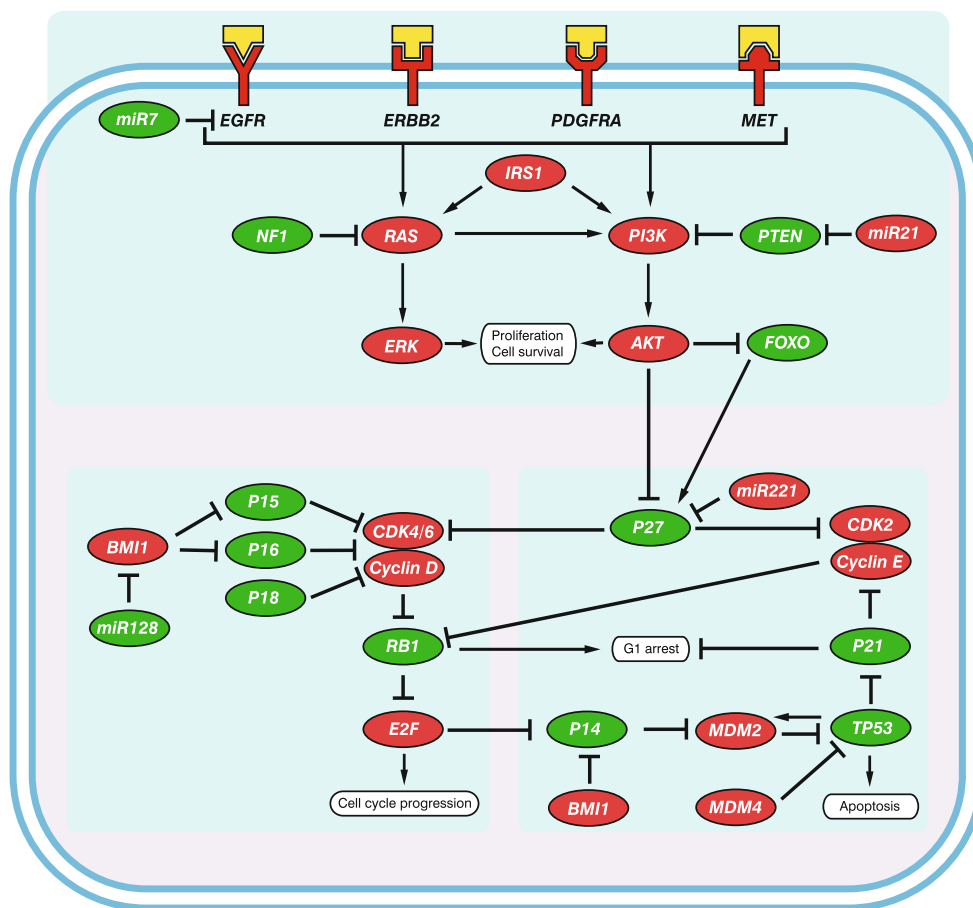 miR7
EGFR
ERBB2
PDGFRA
MET
IRS1
NF1
RAS
PI3K
PTEN
miR21
ERK
Proliferation
Cell survival
AKT
FOXO
P15
miR221
BMI1
P16
CDK4/6
P27
CDK2
Cyclin D
Cyclin E
P18
miR128
RB1
G1 arrest
P21
E2F
P14
MDM2
TP53
Cell cycle progression
BMI1
MDM4
Apoptosis